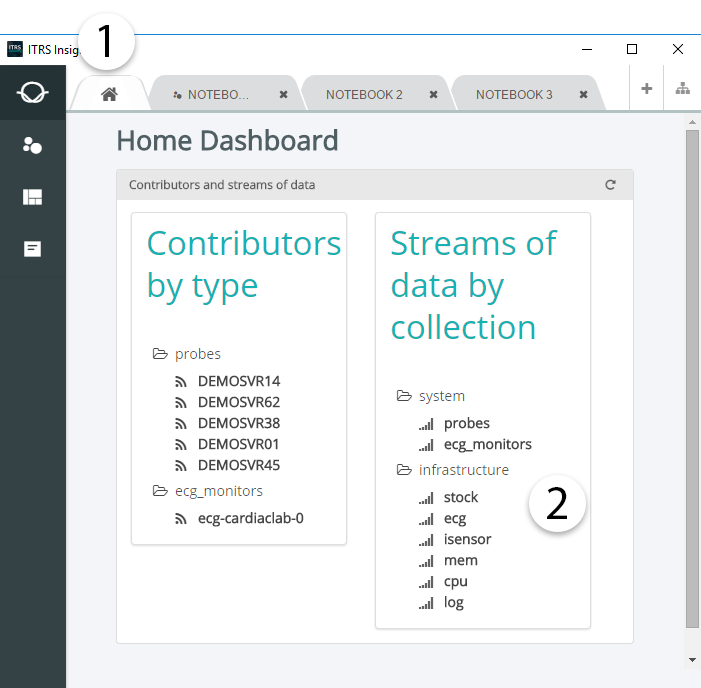 ITRS Insig
1
NOTEBO...
NOTEBOOK 2
NOTEBOOK 3
Home Dashboard
Contributors and streams of data
Contributors
by type
probes
DEMOSVR14
DEMOSVR62
DEMOSVR38
DEMOSVR01
DEMOSVR45
ecg_monitors
ecg-cardiaclab-0
Streams of
data by
collection
system
probes
ecg_monitors
infrastructure
stock
ecg
isensor
mem
cpu
log
2